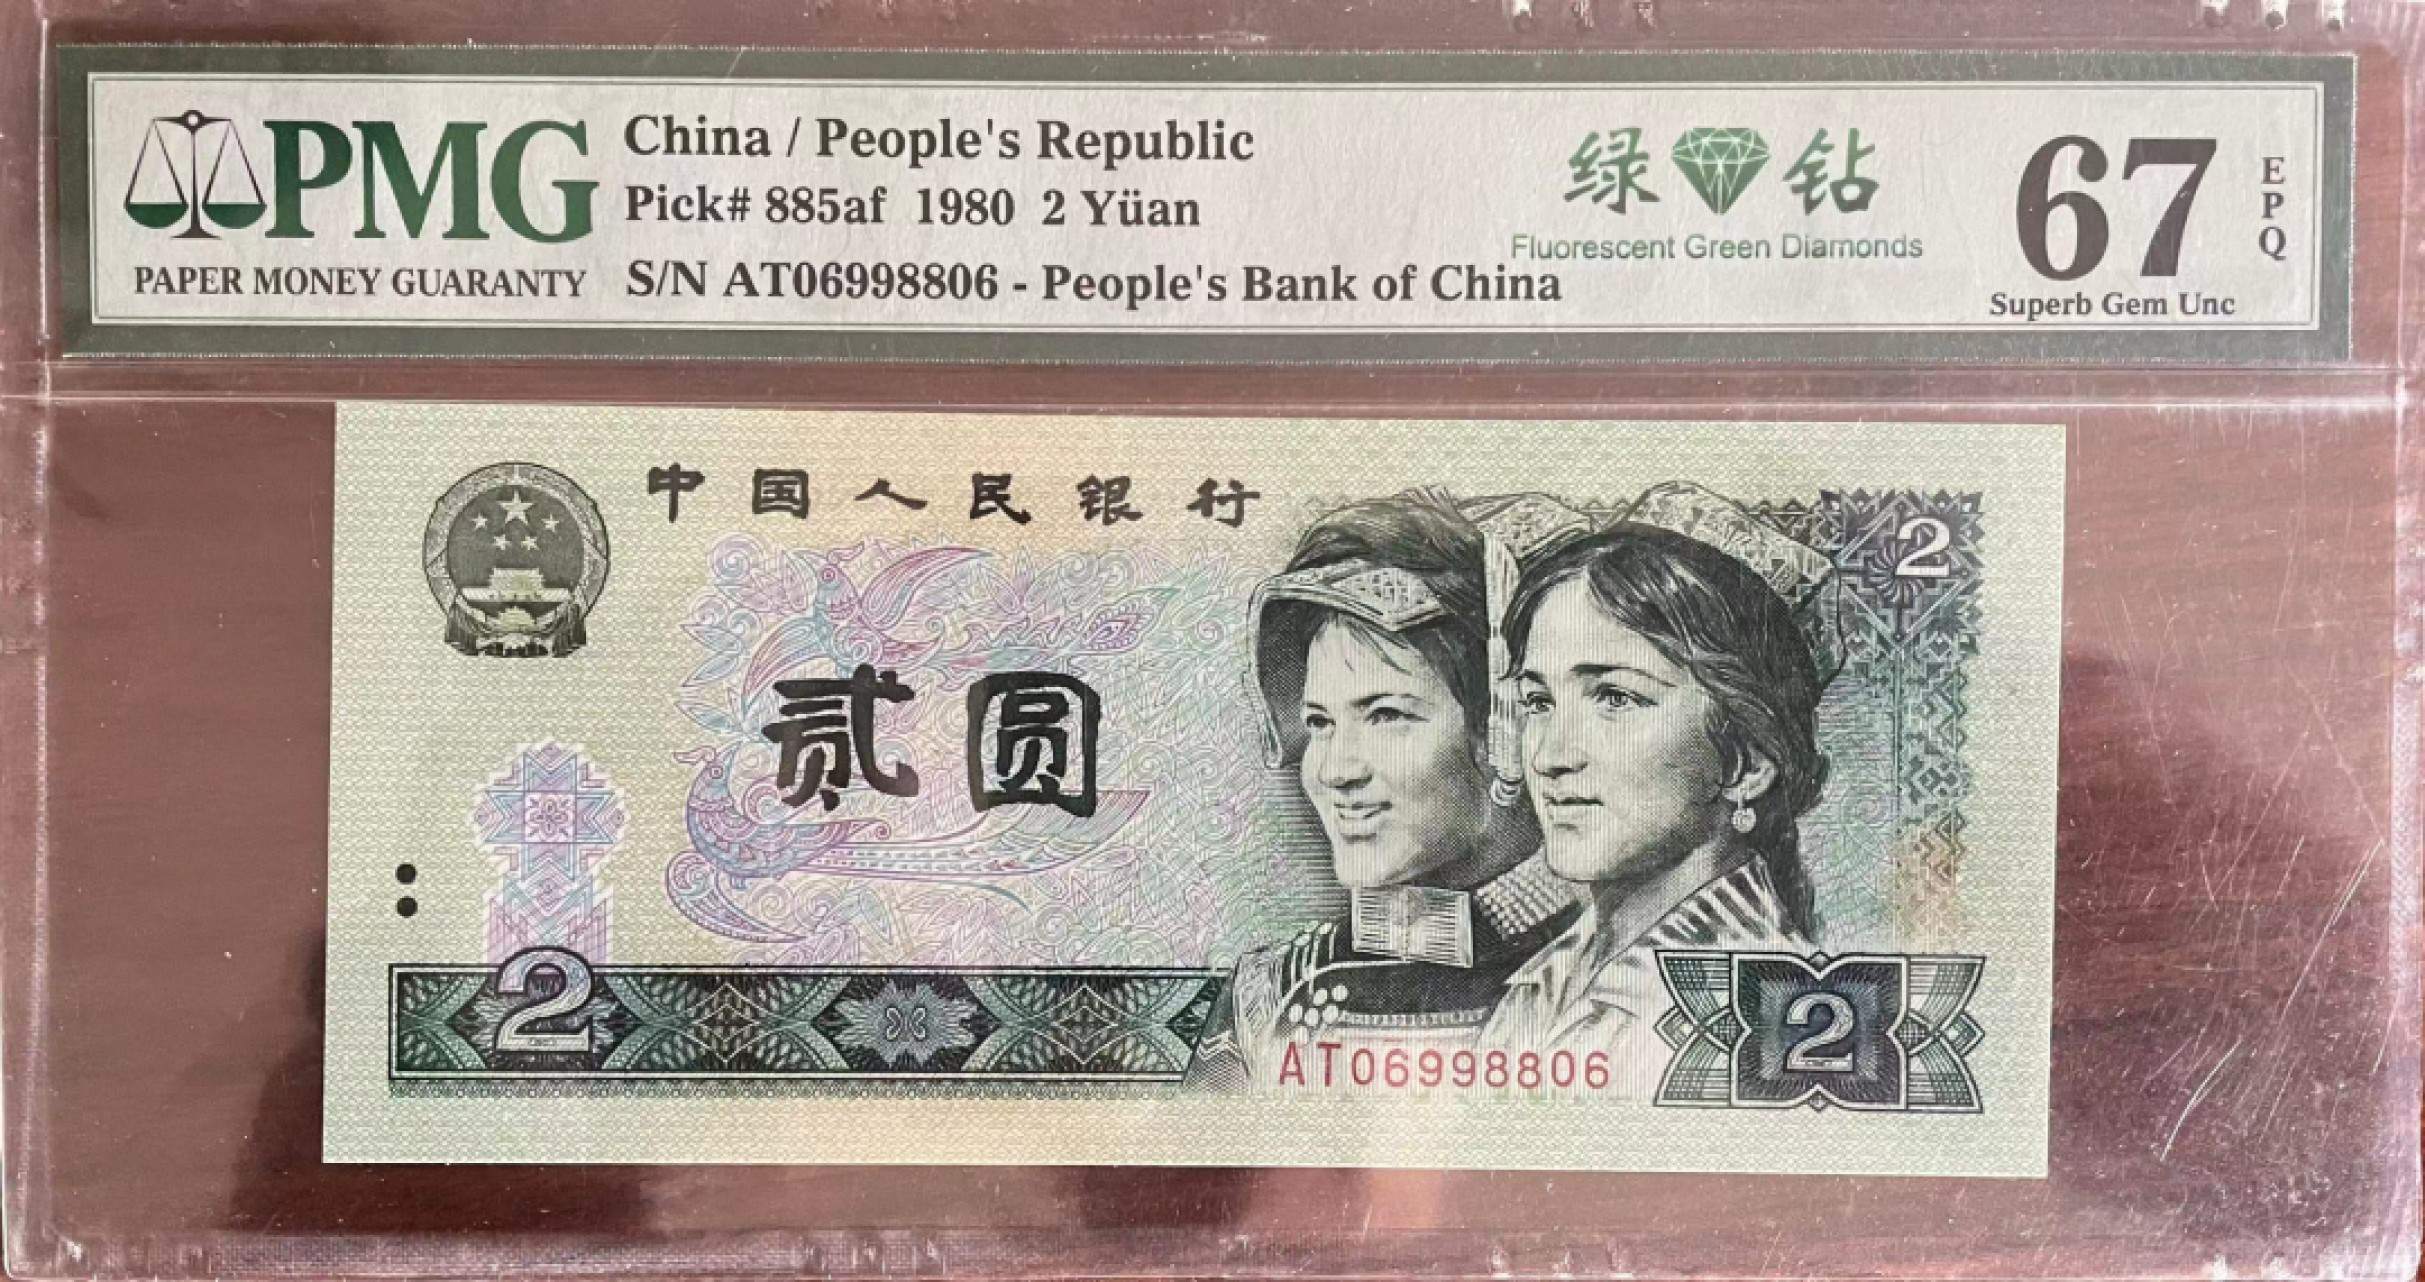 PMG
PAPER MONEY GUARANTY
China / People's Republic
Pick# 885af 1980 2 Yüan
S/N AT06998806 - People's Bank of China
绿钻
Fluorescent Green Diamonds
67
EPQ
Superb Gem Unc
中国人民银行
2
贰圆
2
AT06998806
2